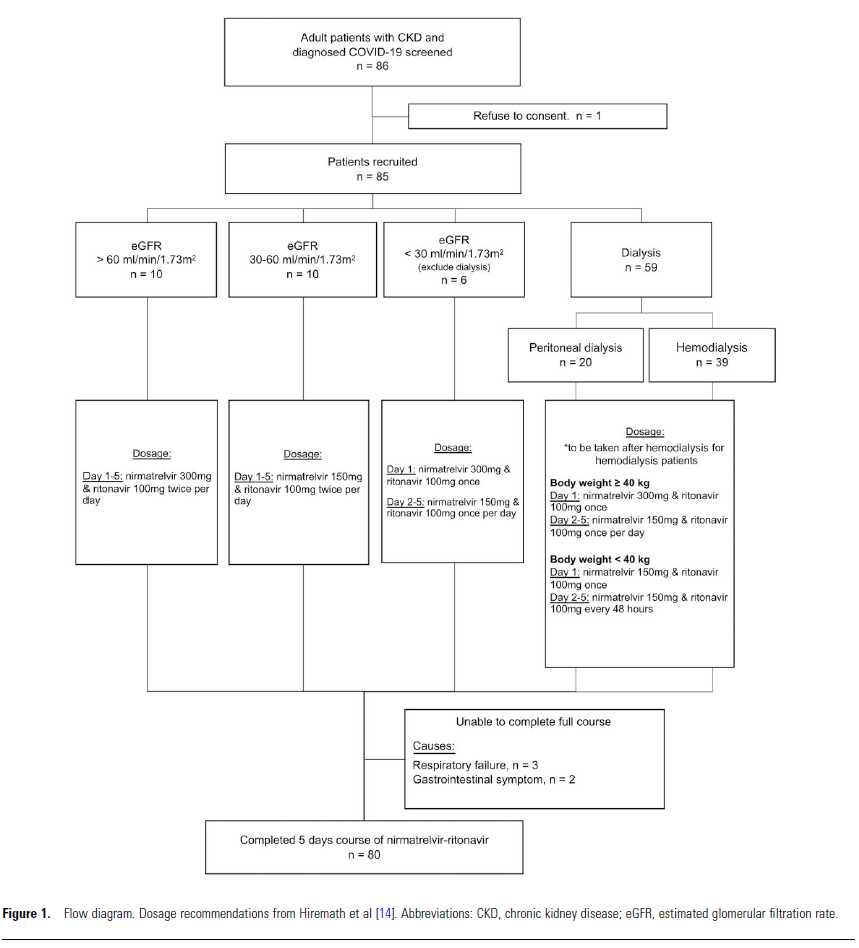 Adult patients with CKD and
diagnosed COVID-19 screened
n = 86
Refuse to consent. n = 1
Patients recruited
n = 85
eGFR
> 60 ml/min/1.73m²
n = 10
eGFR
30-60 ml/min/1.73m²
n = 10
eGFR
< 30 ml/min/1.73m²
(exclude dialysis)
n = 6
Dialysis
n = 59
Peritoneal dialysis
n = 20
Hemodialysis
n = 39
Dosage:
Day 1-5: nirmatrelvir 300mg
& ritonavir 100mg twice per
day
Dosage:
Day 1-5: nirmatrelvir 150mg
& ritonavir 100mg twice per
day
Dosage:
Day 1: nirmatrelvir 300mg &
ritonavir 100mg once
Day 2-5: nirmatrelvir 150mg &
ritonavir 100mg once per day
Dosage:
*to be taken after hemodialysis for
hemodialysis patients
Body weight ≥ 40 kg
Day 1: nirmatrelvir 300mg & ritonavir
100mg once
Day 2-5: nirmatrelvir 150mg & ritonavir
100mg once per day
Body weight < 40 kg
Day 1: nirmatrelvir 150mg & ritonavir
100mg once
Day 2-5: nirmatrelvir 150mg & ritonavir
100mg every 48 hours
Unable to complete full course
Causes:
Respiratory failure, n = 3
Gastrointestinal symptom, n = 2
Completed 5 days course of nirmatrelvir-ritonavir
n = 80
Figure 1. Flow diagram. Dosage recommendations from Hiremath et al [14]. Abbreviations: CKD, chronic kidney disease; eGFR, estimated glomerular filtration rate.